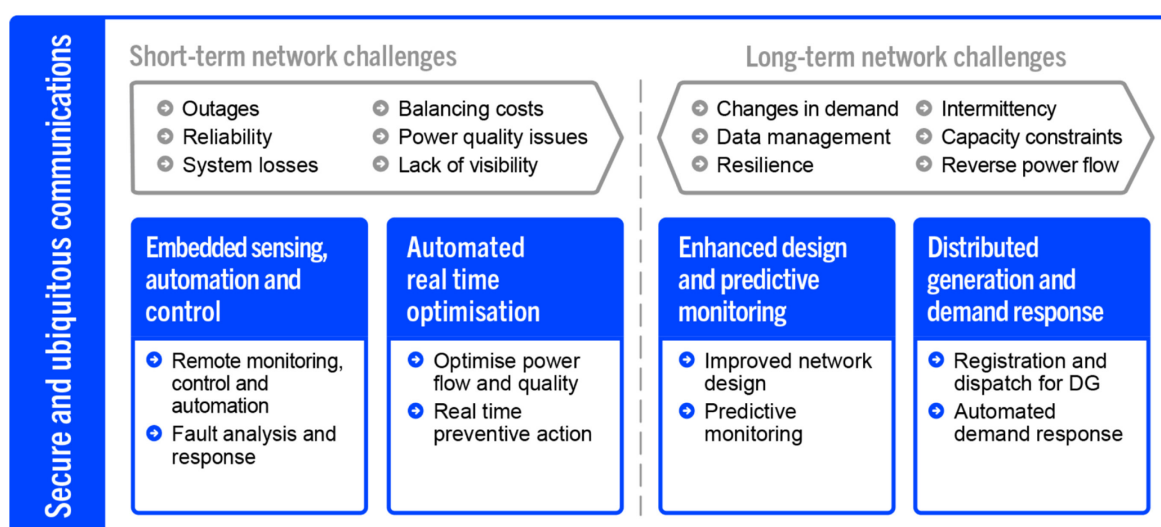 Secure and ubiquitous communications
Short-term network challenges
Outages
Reliability
System losses
Balancing costs
Power quality issues
Lack of visibility
Long-term network challenges
Changes in demand
Data management
Resilience
Intermittency
Capacity constraints
Reverse power flow
Embedded sensing,
automation and
control
Remote monitoring,
control and
automation
Fault analysis and
response
Automated
real time
optimisation
Optimise power
flow and quality
Real time
preventive action
Enhanced design
and predictive
monitoring
Improved network
design
Predictive
monitoring
Distributed
generation and
demand response
Registration and
dispatch for DG
Automated
demand response